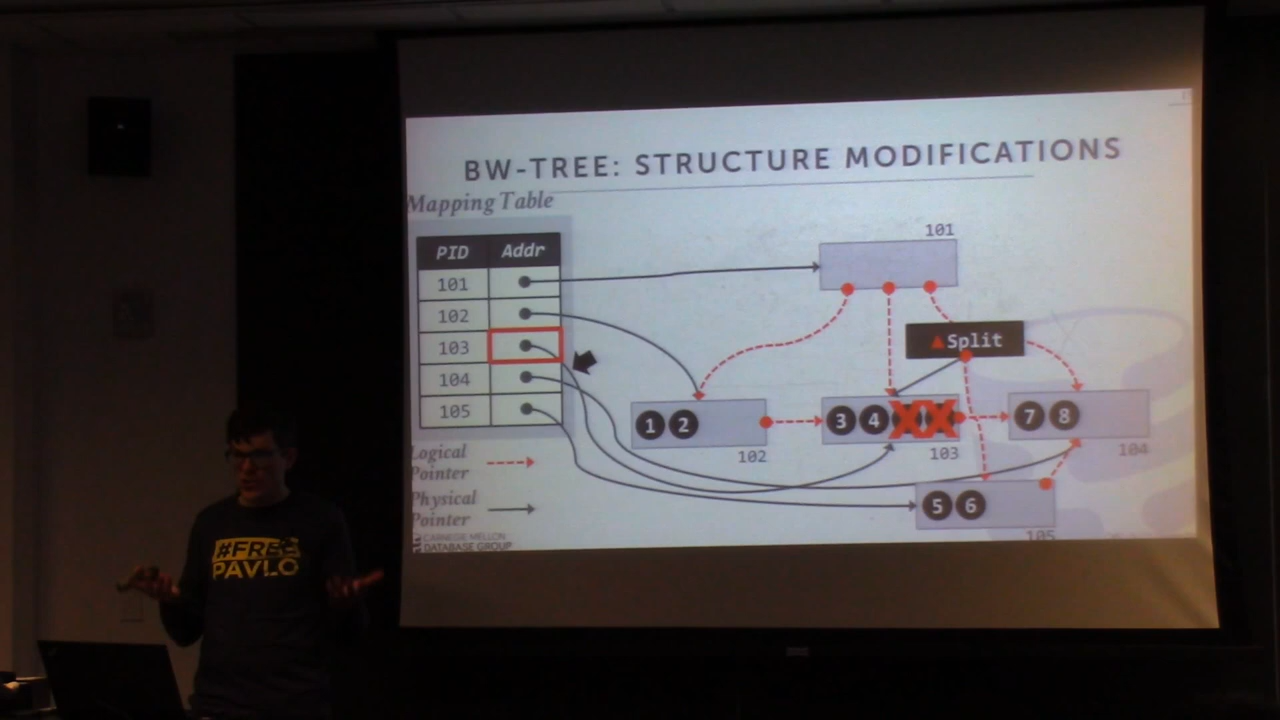 BW-TREE: STRUCTURE MODIFICATIONS
Mapping Table
PID Addr
101
102
103
104
105
101
Split
1 2
3 4 X X
7 8
102
103
104
5 6
105
Logical
Pointer
Physical
Pointer
CARNEGIE MELLON
DATABASE GROUP
#FREE
PAVLO